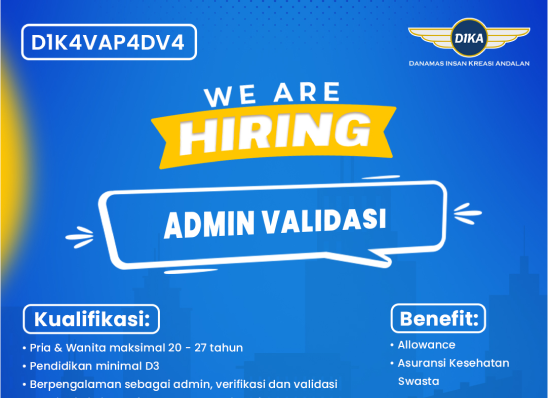 D1K4VAP4DV4
DIKA
DANAMAS INSAN KREASI ANDALAN
WE ARE
HIRING
ADMIN VALIDASI
Kualifikasi:
• Pria & Wanita maksimal 20 - 27 tahun
• Pendidikan minimal D3
• Berpengalaman sebagai admin, verifikasi dan validasi
Benefit:
• Allowance
• Asuransi Kesehatan
Swasta